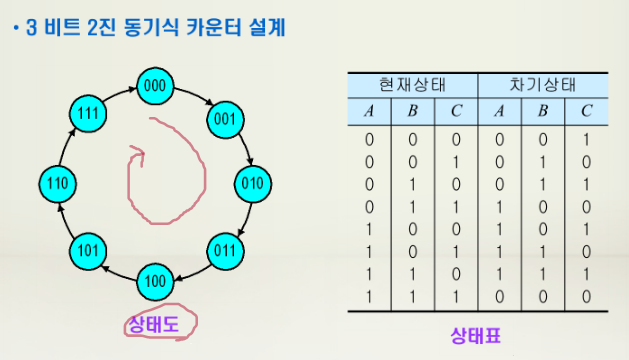 • 3 비트 2진 동기식 카운터 설계
000
001
010
011
100
101
110
111
상태도
현재상태 차기상태
A B C A B C
0 0 0 0 0 1
0 0 1 0 1 0
0 1 0 0 1 1
0 1 1 1 0 0
1 0 0 1 0 1
1 0 1 1 1 0
1 1 0 1 1 1
1 1 1 0 0 0
상태표